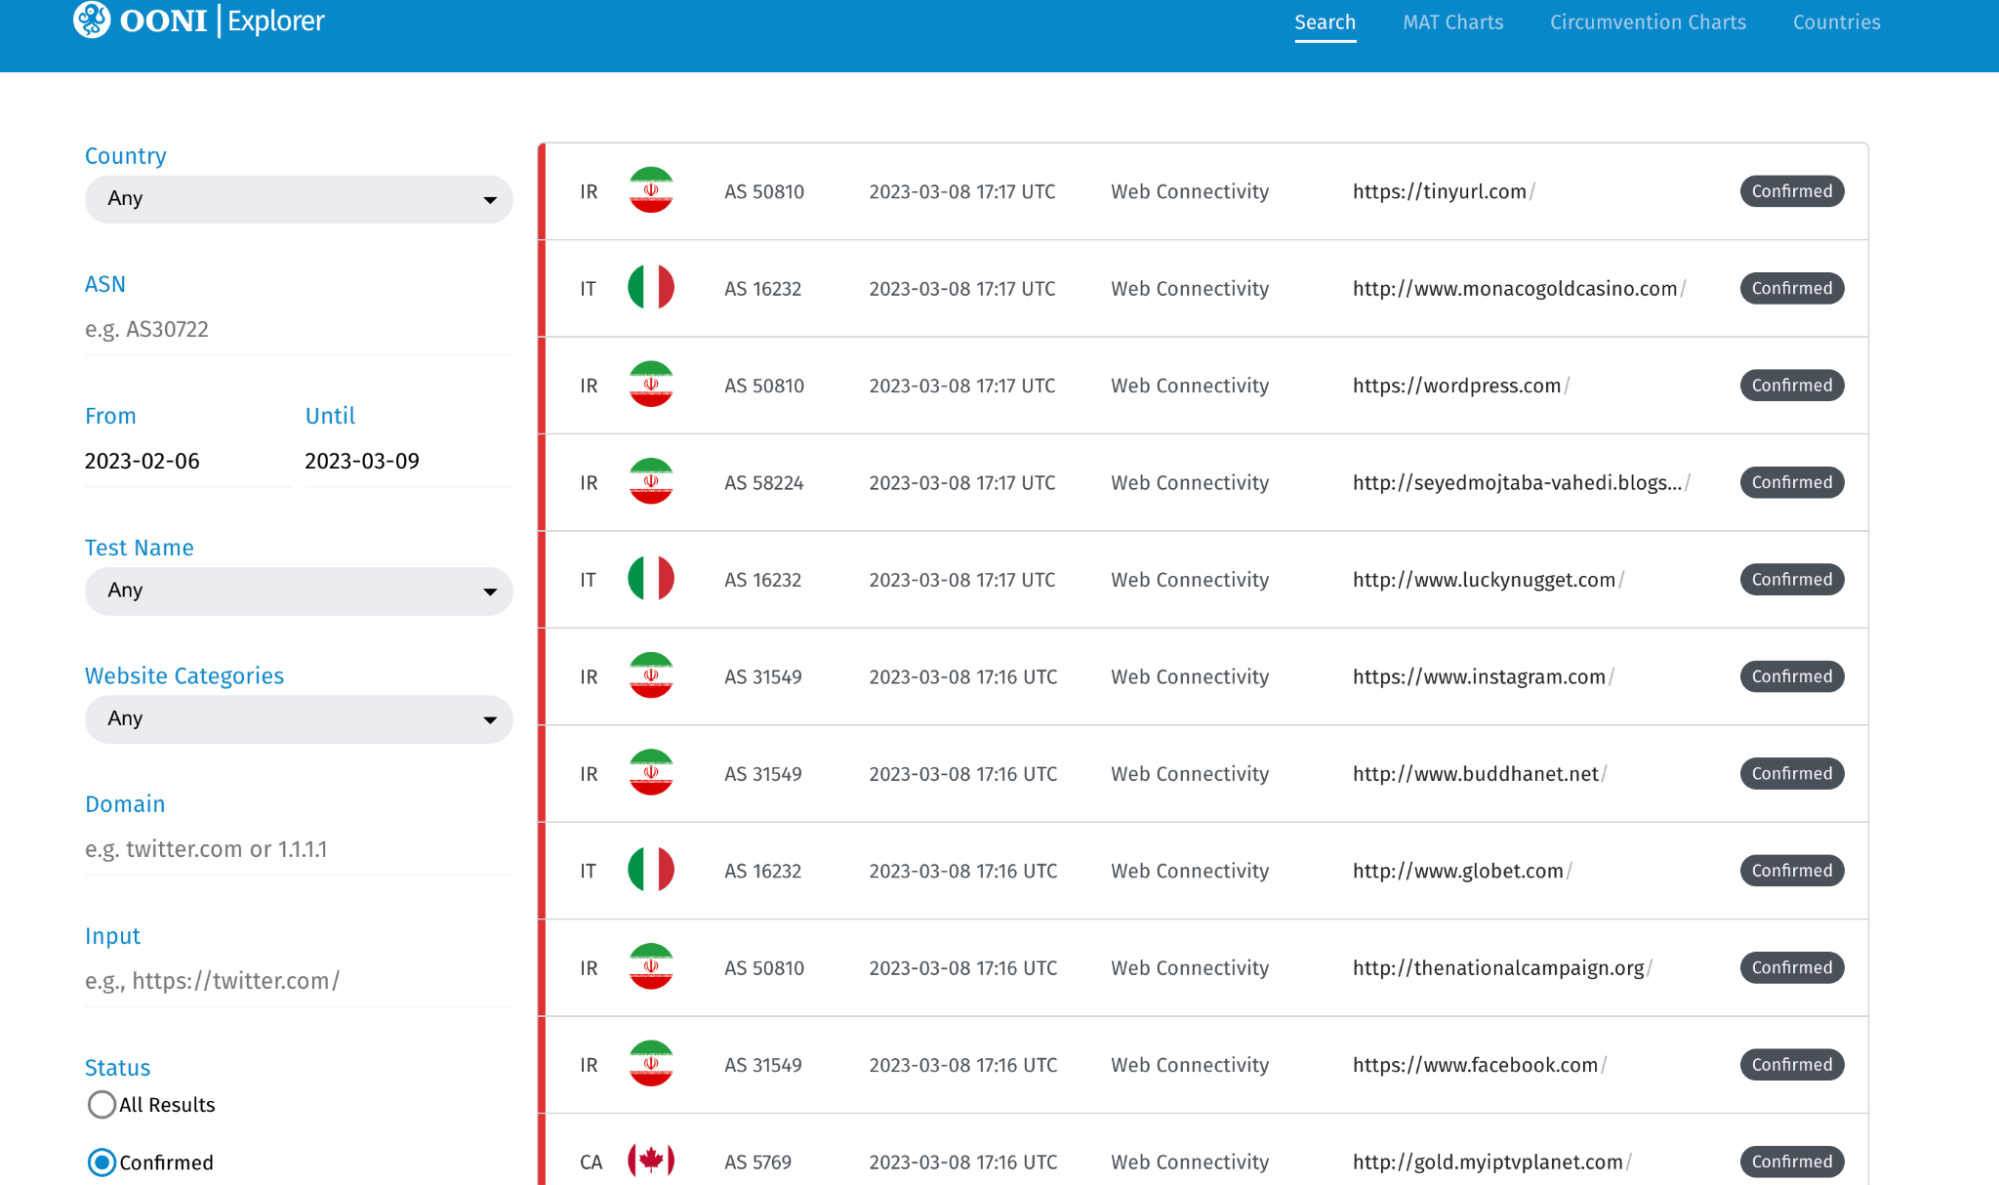 OONI | Explorer
Search MAT Charts Circumvention Charts Countries
Country
Any
ASN
e.g. AS30722
From Until
2023-02-06 2023-03-09
Test Name
Any
Website Categories
Any
Domain
e.g. twitter.com or 1.1.1.1
Input
e.g., https://twitter.com/
Status
All Results
Confirmed
IR AS 50810 2023-03-08 17:17 UTC Web Connectivity https://tinyurl.com/ Confirmed
IT AS 16232 2023-03-08 17:17 UTC Web Connectivity http://www.monacogoldcasino.com/ Confirmed
IR AS 50810 2023-03-08 17:17 UTC Web Connectivity https://wordpress.com/ Confirmed
IR AS 58224 2023-03-08 17:17 UTC Web Connectivity http://seyedmojtaba-vahedi.blogs.../ Confirmed
IT AS 16232 2023-03-08 17:17 UTC Web Connectivity http://www.luckynugget.com/ Confirmed
IR AS 31549 2023-03-08 17:16 UTC Web Connectivity https://www.instagram.com/ Confirmed
IR AS 31549 2023-03-08 17:16 UTC Web Connectivity http://www.buddhanet.net/ Confirmed
IT AS 16232 2023-03-08 17:16 UTC Web Connectivity http://www.globet.com/ Confirmed
IR AS 50810 2023-03-08 17:16 UTC Web Connectivity http://thenationalcampaign.org/ Confirmed
IR AS 31549 2023-03-08 17:16 UTC Web Connectivity https://www.facebook.com/ Confirmed
CA AS 5769 2023-03-08 17:16 UTC Web Connectivity http://gold.myiptvplanet.com/ Confirmed